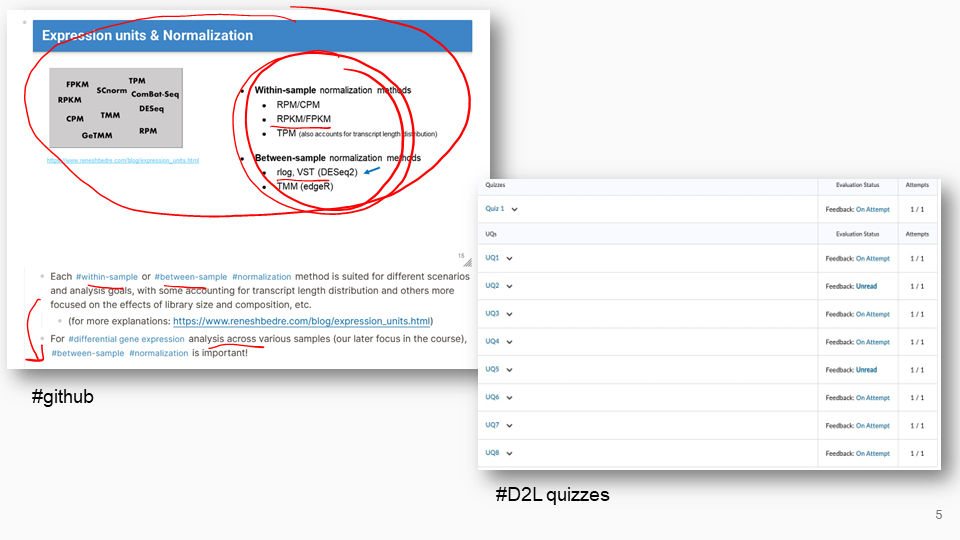 Expression units & Normalization
FPKM
TPM
SCnorm
ComBat-Seq
RPKM
DESeq
CPM
TMM
GeTMM
RPM
https://www.reneshbedre.com/blog/expression_units.html
Within-sample normalization methods
RPM/CPM
RPKM/FPKM
TPM (also accounts for transcript length distribution)
Between-sample normalization methods
rlog, VST (DESeq2)
TMM (edgeR)
15
Each #within-sample or #between-sample #normalization method is suited for different scenarios
and analysis goals, with some accounting for transcript length distribution and others more
focused on the effects of library size and composition, etc.
(for more explanations: https://www.reneshbedre.com/blog/expression_units.html)
For #differential gene expression analysis across various samples (our later focus in the course),
#between-sample #normalization is important!
#github
Quizzes Evaluation Status Attempts
Quiz 1 Feedback: On Attempt 1 / 1
UQs Evaluation Status Attempts
UQ1 Feedback: On Attempt 1 / 1
UQ2 Feedback: Unread 1 / 1
UQ3 Feedback: On Attempt 1 / 1
UQ4 Feedback: On Attempt 1 / 1
UQ5 Feedback: Unread 1 / 1
UQ6 Feedback: On Attempt 1 / 1
UQ7 Feedback: On Attempt 1 / 1
UQ8 Feedback: On Attempt 1 / 1
#D2L quizzes
5